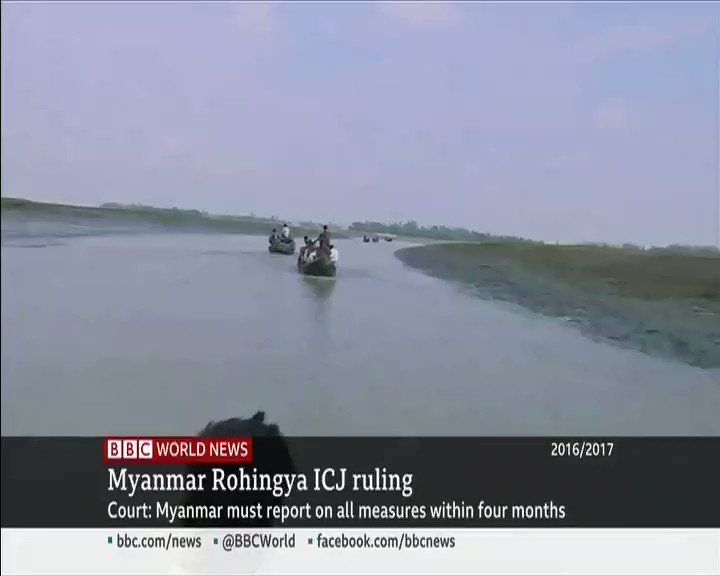 BBC WORLD NEWS
2016/2017
Myanmar Rohingya ICJ ruling
Court: Myanmar must report on all measures within four months
bbc.com/news
@BBCWorld
facebook.com/bbcnews